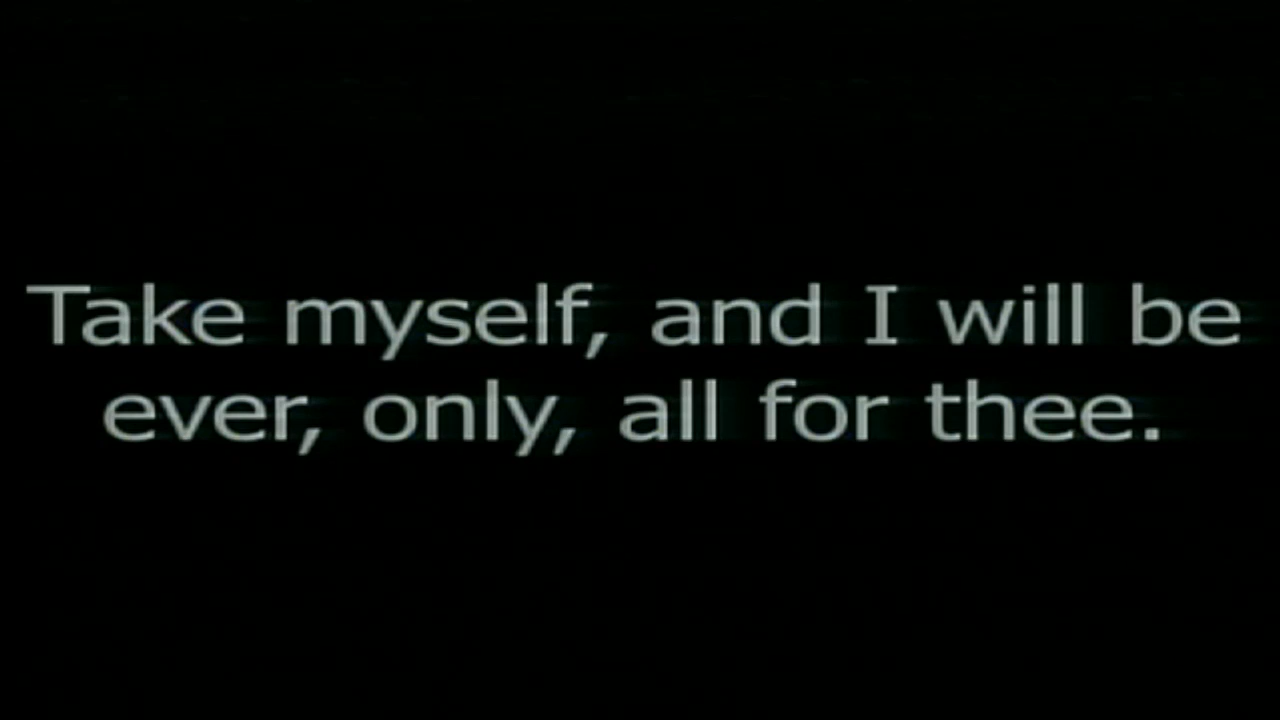 Take myself, and I will be
ever, only, all for thee.